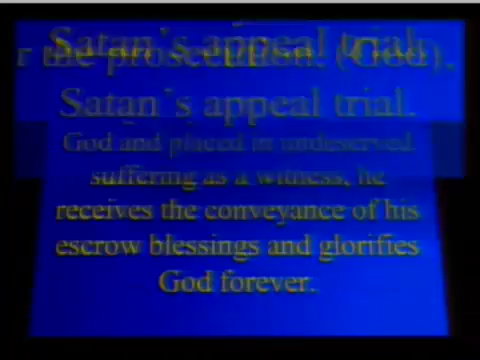 Satan's appeal trial.
r the prosecution. (God).
Satan's appeal trial.
God and placed in undeserved
suffering as a witness, he
receives the conveyance of his
escrow blessings and glorifies
God forever.